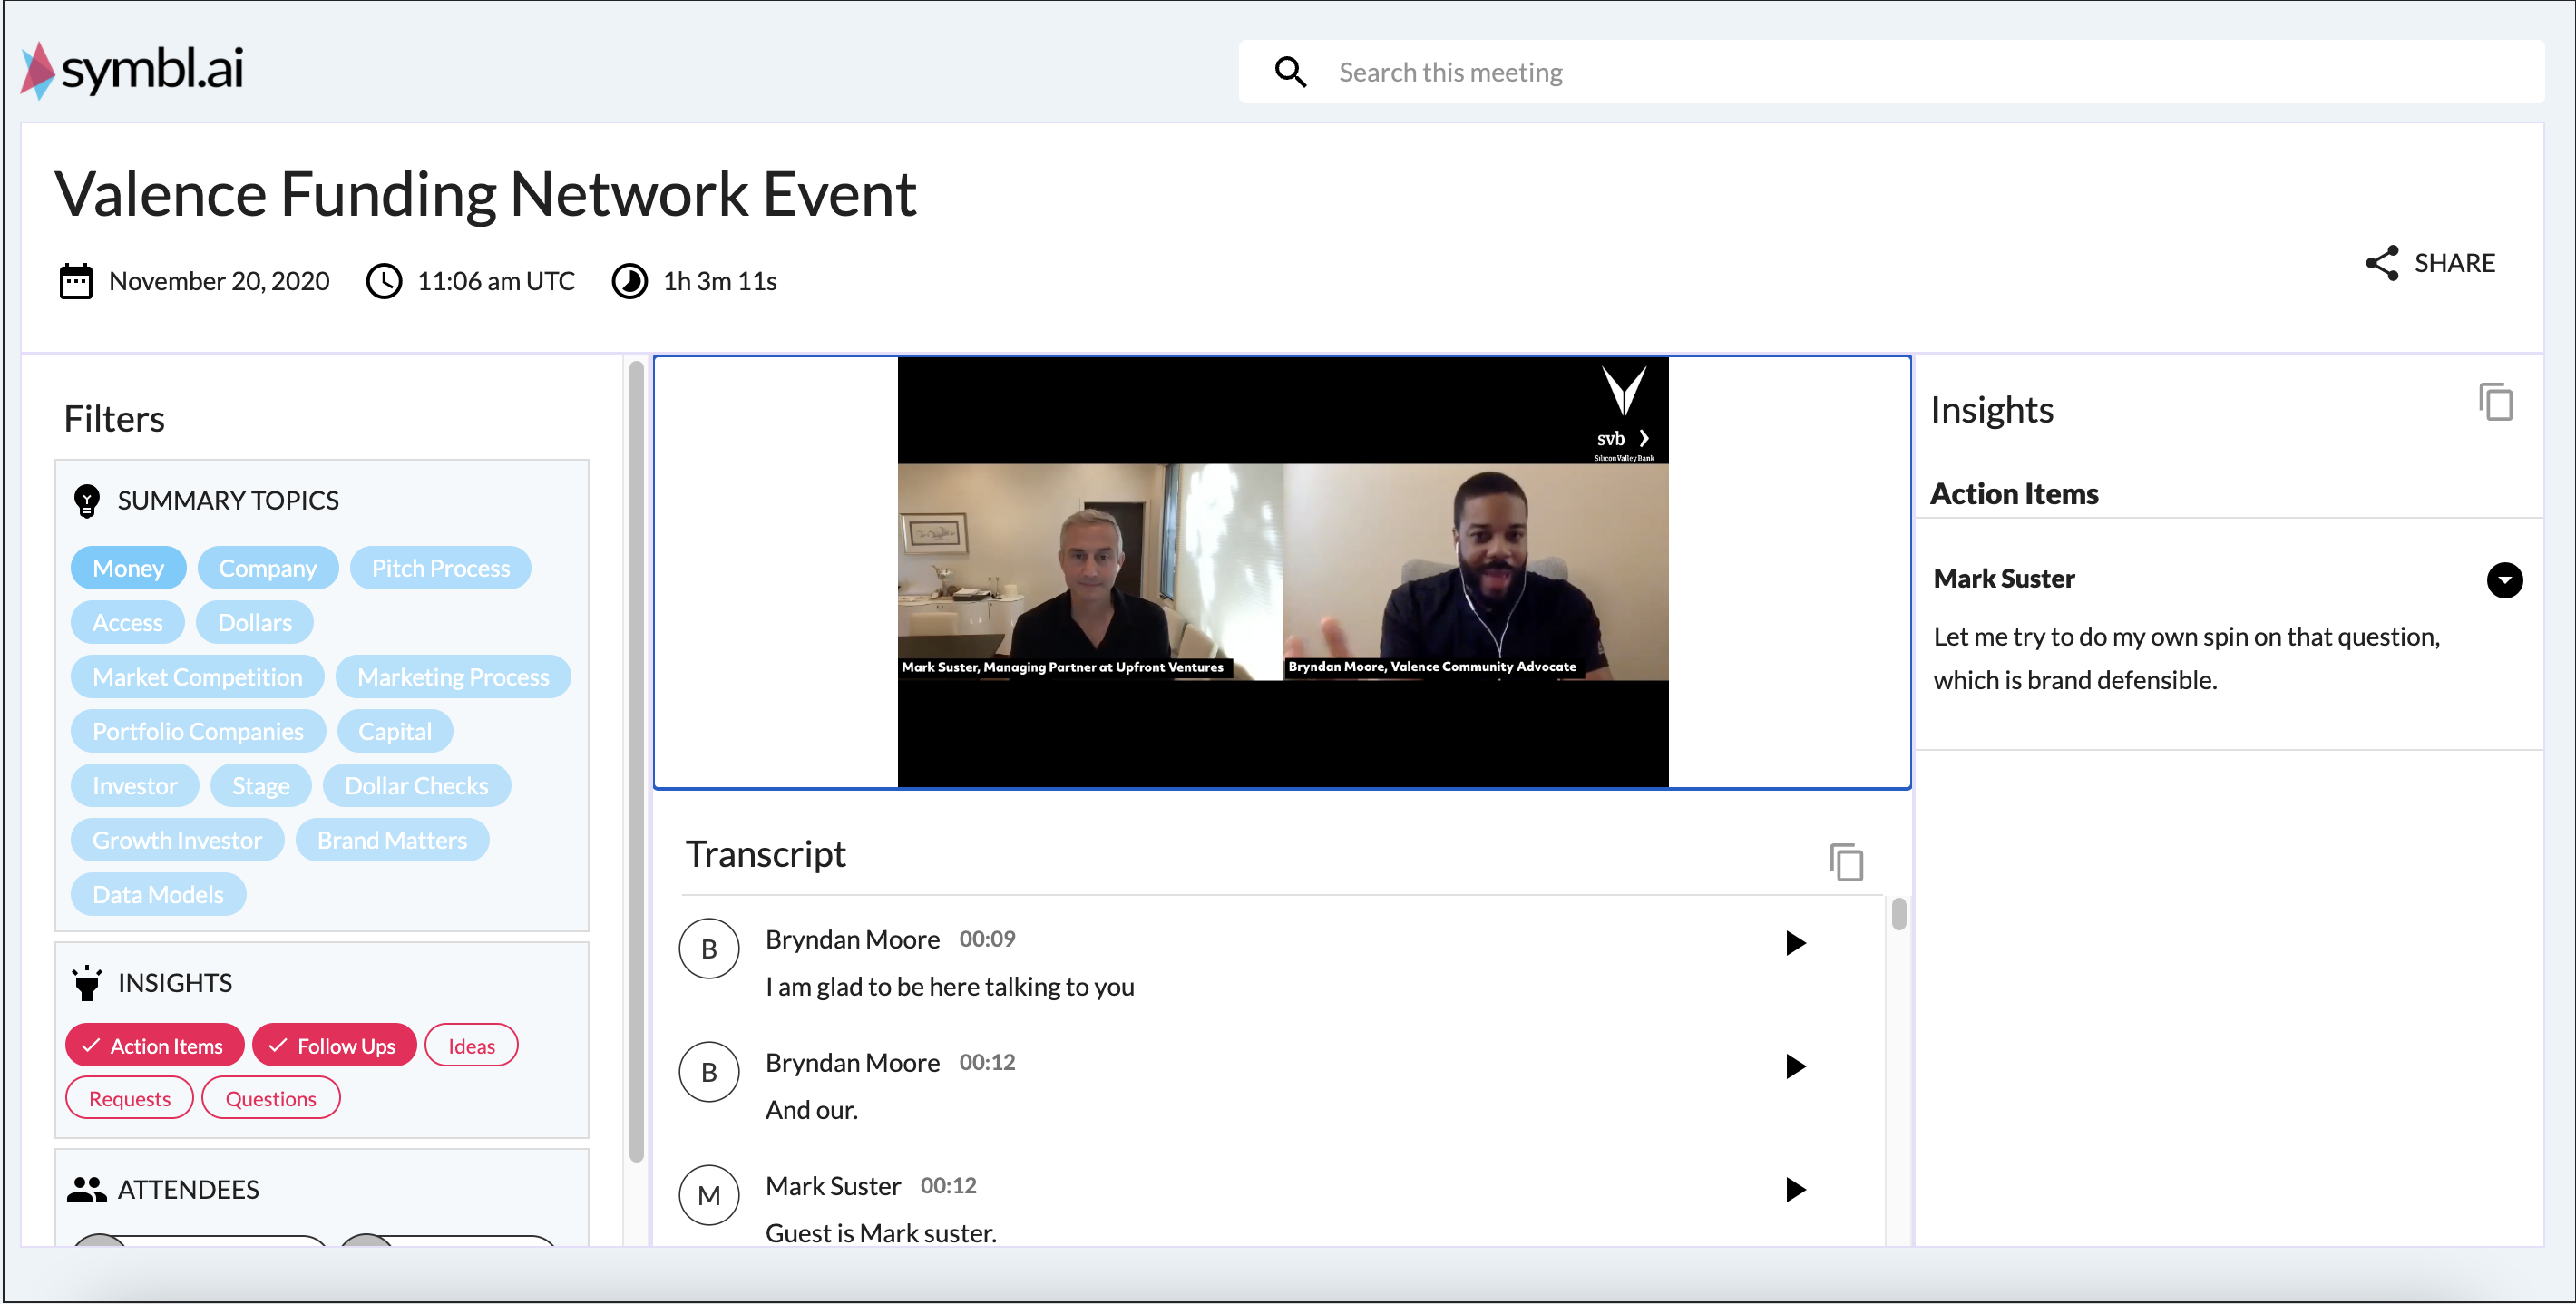 symbl.ai
Search this meeting
Valence Funding Network Event
November 20, 2020 11:06 am UTC 1h 3m 11s
SHARE
Filters
SUMMARY TOPICS
Money Company Pitch Process
Access Dollars
Market Competition Marketing Process
Portfolio Companies Capital
Investor Stage Dollar Checks
Growth Investor Brand Matters
Data Models
INSIGHTS
Action Items Follow Ups Ideas
Requests Questions
ATTENDEES
svb
Silicon Valley Bank
Mark Suster, Managing Partner at Upfront Ventures
Bryndan Moore, Valence Community Advocate
Transcript
B
Bryndan Moore 00:09
I am glad to be here talking to you
B
Bryndan Moore 00:12
And our.
M
Mark Suster 00:12
Guest is Mark suster.
Insights
Action Items
Mark Suster
Let me try to do my own spin on that question,
which is brand defensible.